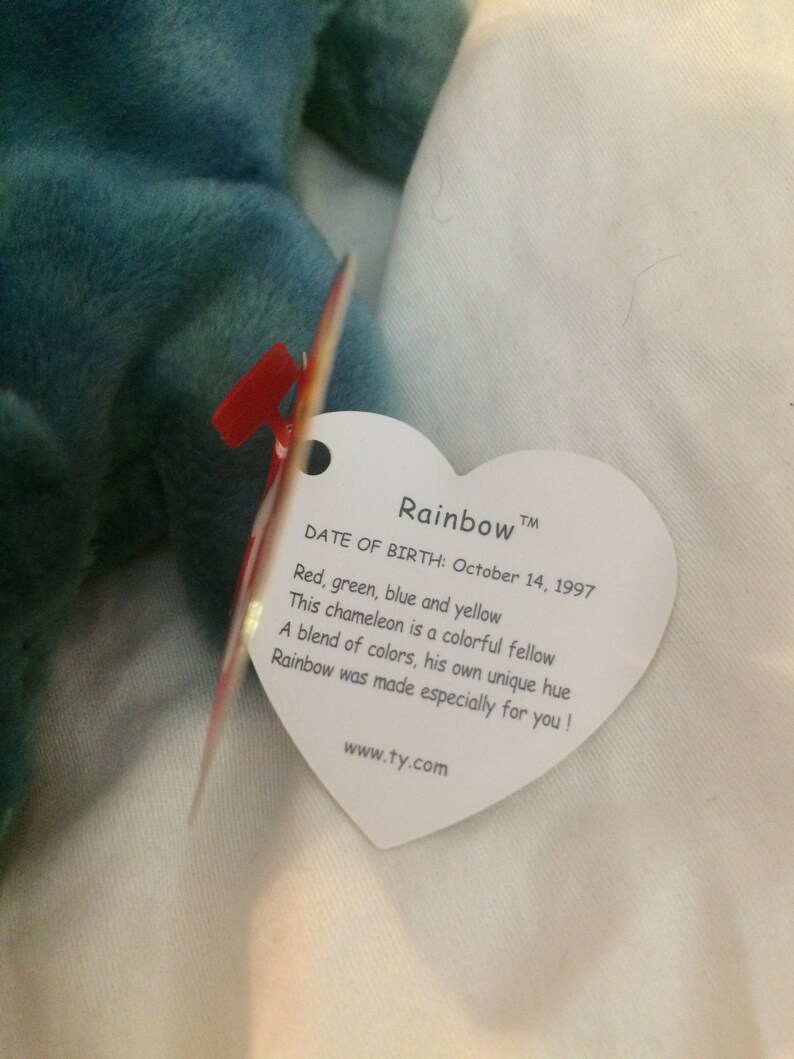 Rainbow™
DATE OF BIRTH: October 14, 1997
Red, green, blue and yellow
This chameleon is a colorful fellow
A blend of colors, his own unique hue
Rainbow was made especially for you !
www.ty.com